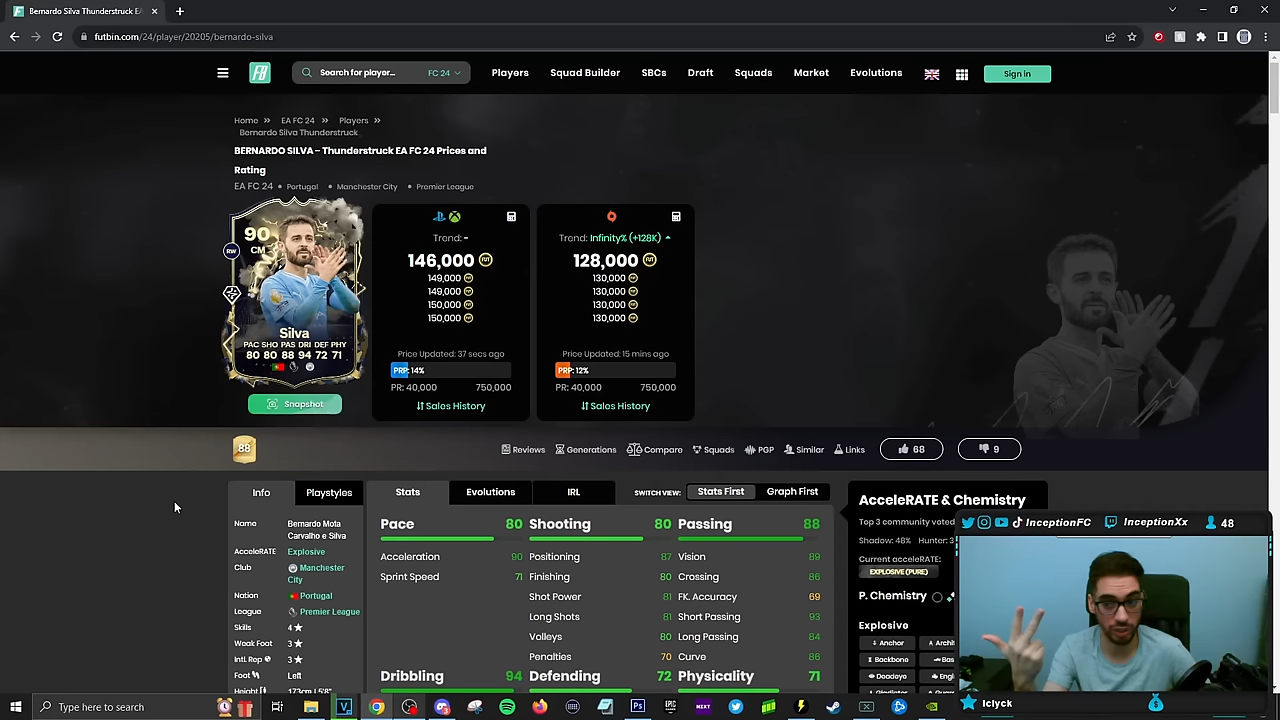 Bernardo Silva Thunderstruck EA
futbin.com/24/player/20205/bernardo-silva
Search for player...
FC 24
Players
Squad Builder
SBCs
Draft
Squads
Market
Evolutions
Sign in
Home » EA FC 24 » Players »
Bernardo Silva Thunderstruck
BERNARDO SILVA - Thunderstruck EA FC 24 Prices and
Rating
EA FC 24 • Portugal • Manchester City • Premier League
90
CM
RW
Silva
PAC SHO PAS DRI DEF PHY
80 80 88 94 72 71
Snapshot
Trend: -
146,000
149,000
149,000
150,000
150,000
Price Updated: 37 secs ago
PRP: 14%
PR: 40,000 750,000
Sales History
Trend: Infinity% (+128K)
128,000
130,000
130,000
130,000
130,000
Price Updated: 15 mins ago
PRP: 12%
PR: 40,000 750,000
Sales History
88
Reviews
Generations
Compare
Squads
PGP
Similar
Links
68
9
Info
Playstyles
Stats
Evolutions
IRL
SWITCH VIEW:
Stats First
Graph First
Name Bernardo Mota
Carvalho e Silva
AcceleRATE Explosive
Club Manchester
City
Nation Portugal
League Premier League
Skills 4
Weak Foot 3
Intl. Rep 3
Foot Left
Height 173cm | 5'8"
Pace 80
Acceleration 90
Sprint Speed 71
Shooting 80
Positioning 87
Finishing 80
Shot Power 81
Long Shots 81
Volleys 80
Penalties 70
Passing 88
Vision 89
Crossing 86
FK. Accuracy 69
Short Passing 93
Long Passing 84
Curve 86
Dribbling 94
Defending 72
Physicality 71
AcceleRATE & Chemistry
Top 3 community voted
Shadow: 48% Hunter: 3
Current acceleRATE:
EXPLOSIVE (PURE)
P. Chemistry
Explosive
Anchor
Backbone
Deadeye
Gladiator
InceptionFC
InceptionXx
48
Iclyck
Type here to search
NEXT